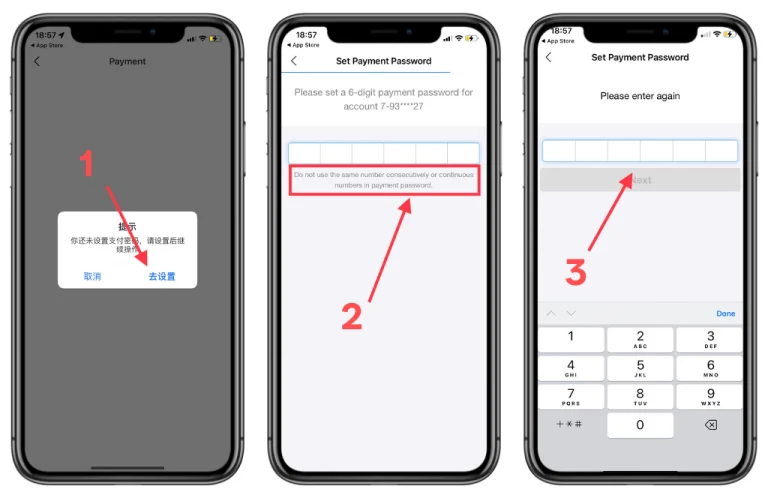 18:57
App Store
Payment
1
提示
你还未设置支付密码，请设置后继
续操作
取消
去设置
18:57
App Store
Set Payment Password
Please set a 6-digit payment password for
account 7-93****27
Do not use the same number consecutively or continuous
numbers in payment password.
2
18:57
App Store
Set Payment Password
Please enter again
Next
3
Done
1
2
ABC
3
DEF
4
GHI
5
JKL
6
MNO
7
PQRS
8
TUV
9
WXYZ
+*#
0